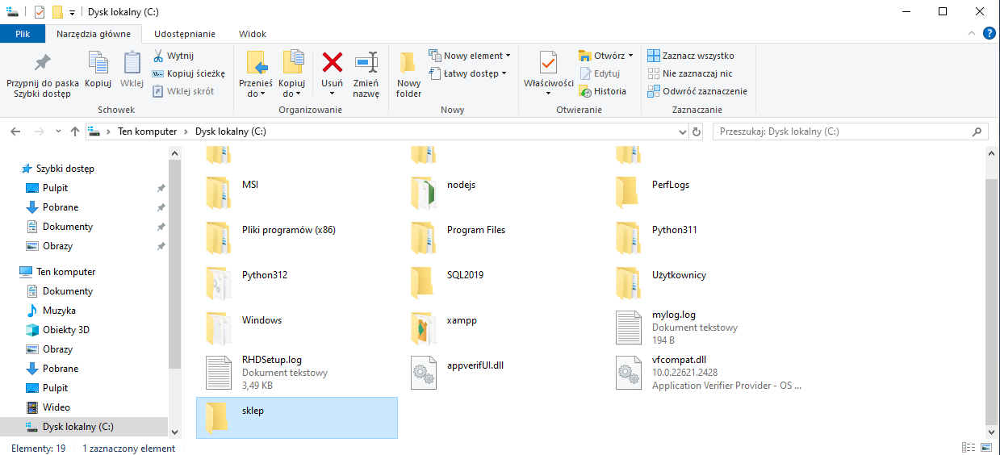 Dysk lokalny (C:)
Plik
Narzędzia główne
Udostępnianie
Widok
Przypnij do paska
Szybki dostęp
Kopiuj
Wklej
Wytnij
Kopiuj ścieżkę
Wklej skrót
Schowek
Przenieś
do
Kopiuj
do
Usuń
Zmień
nazwę
Organizowanie
Nowy
folder
Nowy element
Łatwy dostęp
Nowy
Właściwości
Otwórz
Edytuj
Historia
Otwieranie
Zaznacz wszystko
Nie zaznaczaj nic
Odwróć zaznaczenie
Zaznaczanie
Ten komputer > Dysk lokalny (C:)
Przeszukaj: Dysk lokalny (C:)
Szybki dostęp
Pulpit
Pobrane
Dokumenty
Obrazy
Ten komputer
Dokumenty
Muzyka
Obiekty 3D
Obrazy
Pobrane
Pulpit
Wideo
Dysk lokalny (C:)
MSI
nodejs
PerfLogs
Pliki programów (x86)
Program Files
Python311
Python312
SQL2019
Użytkownicy
Windows
xampp
mylog.log
Dokument tekstowy
194 B
RHDSetup.log
Dokument tekstowy
3,49 KB
appverifUI.dll
vfcompat.dll
10.0.22621.2428
Application Verifier Provider - OS ...
sklep
Elementy: 19
1 zaznaczony element